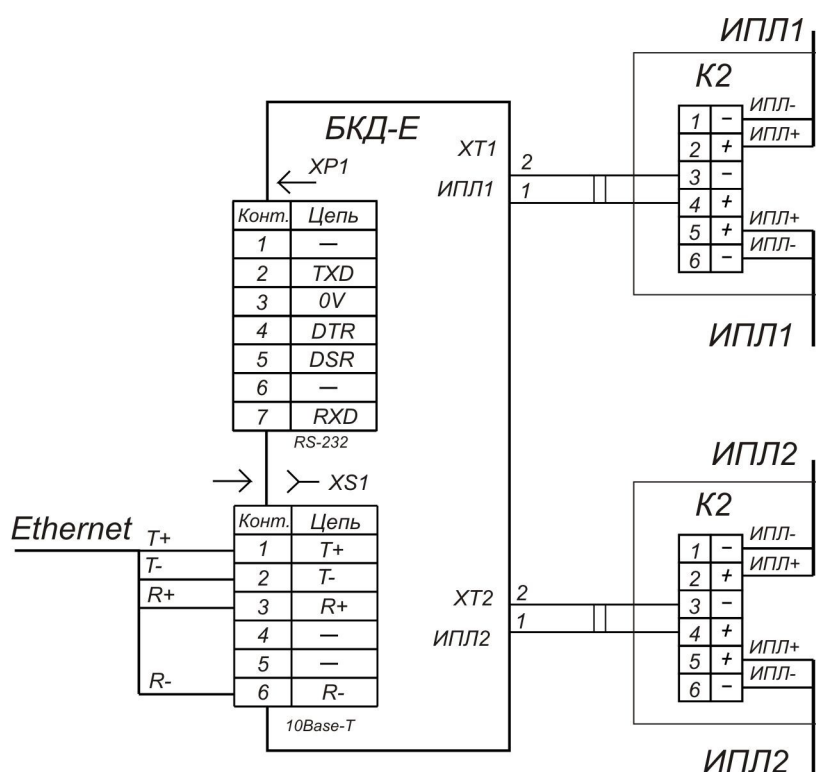 ИПЛ1
К2
БКД-Е
ХТ1
ИПЛ1
2
1
1 – ИПЛ-
2 + ИПЛ+
3 –
4 +
5 + ИПЛ+
6 – ИПЛ-
ИПЛ1
ХР1
Конт. Цепь
1 —
2 TXD
3 0V
4 DTR
5 DSR
6 —
7 RXD
RS-232
XS1
Ethernet
T+
T-
R+
R-
Конт. Цепь
1 T+
2 T-
3 R+
4 —
5 —
6 R-
10Base-T
ХТ2
ИПЛ2
2
1
ИПЛ2
К2
1 – ИПЛ-
2 + ИПЛ+
3 –
4 +
5 + ИПЛ+
6 – ИПЛ-
ИПЛ2